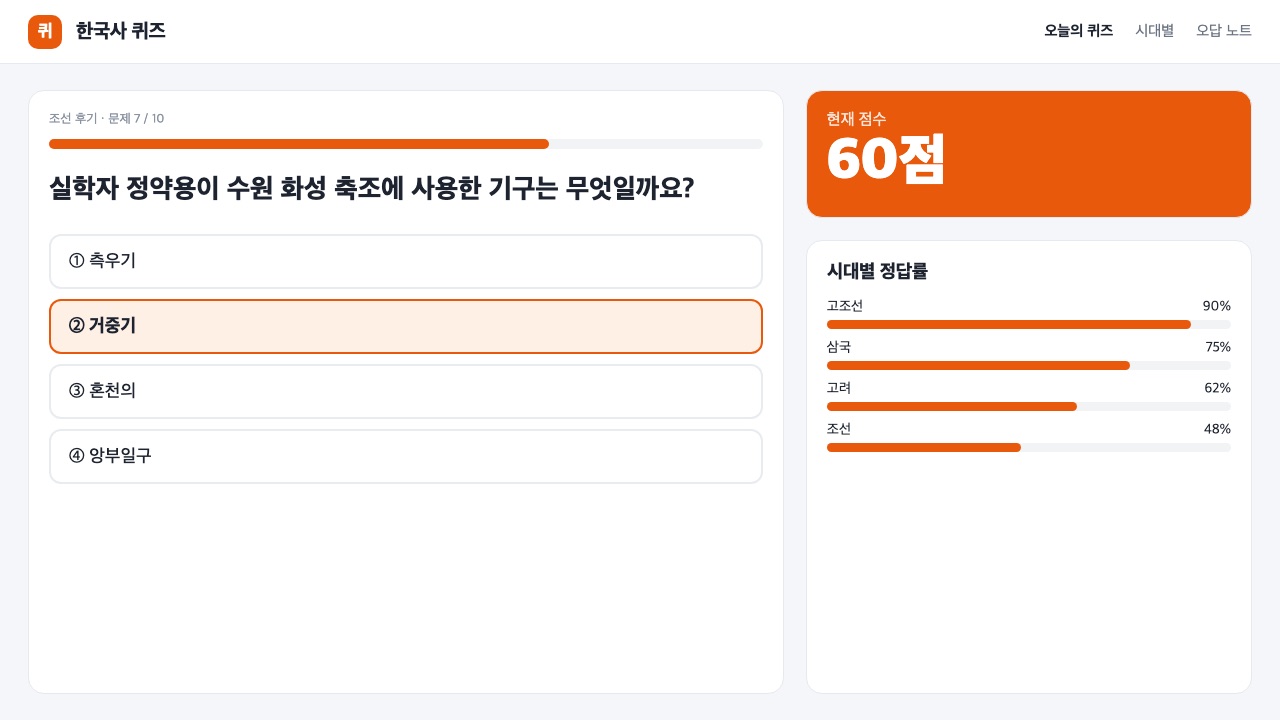 퀴
한국사 퀴즈
오늘의 퀴즈
시대별
오답 노트
조선 후기 · 문제 7 / 10
실학자 정약용이 수원 화성 축조에 사용한 기구는 무엇일까요?
① 측우기
② 거중기
③ 혼천의
④ 앙부일구
현재 점수
60점
시대별 정답률
고조선 90%
삼국 75%
고려 62%
조선 48%